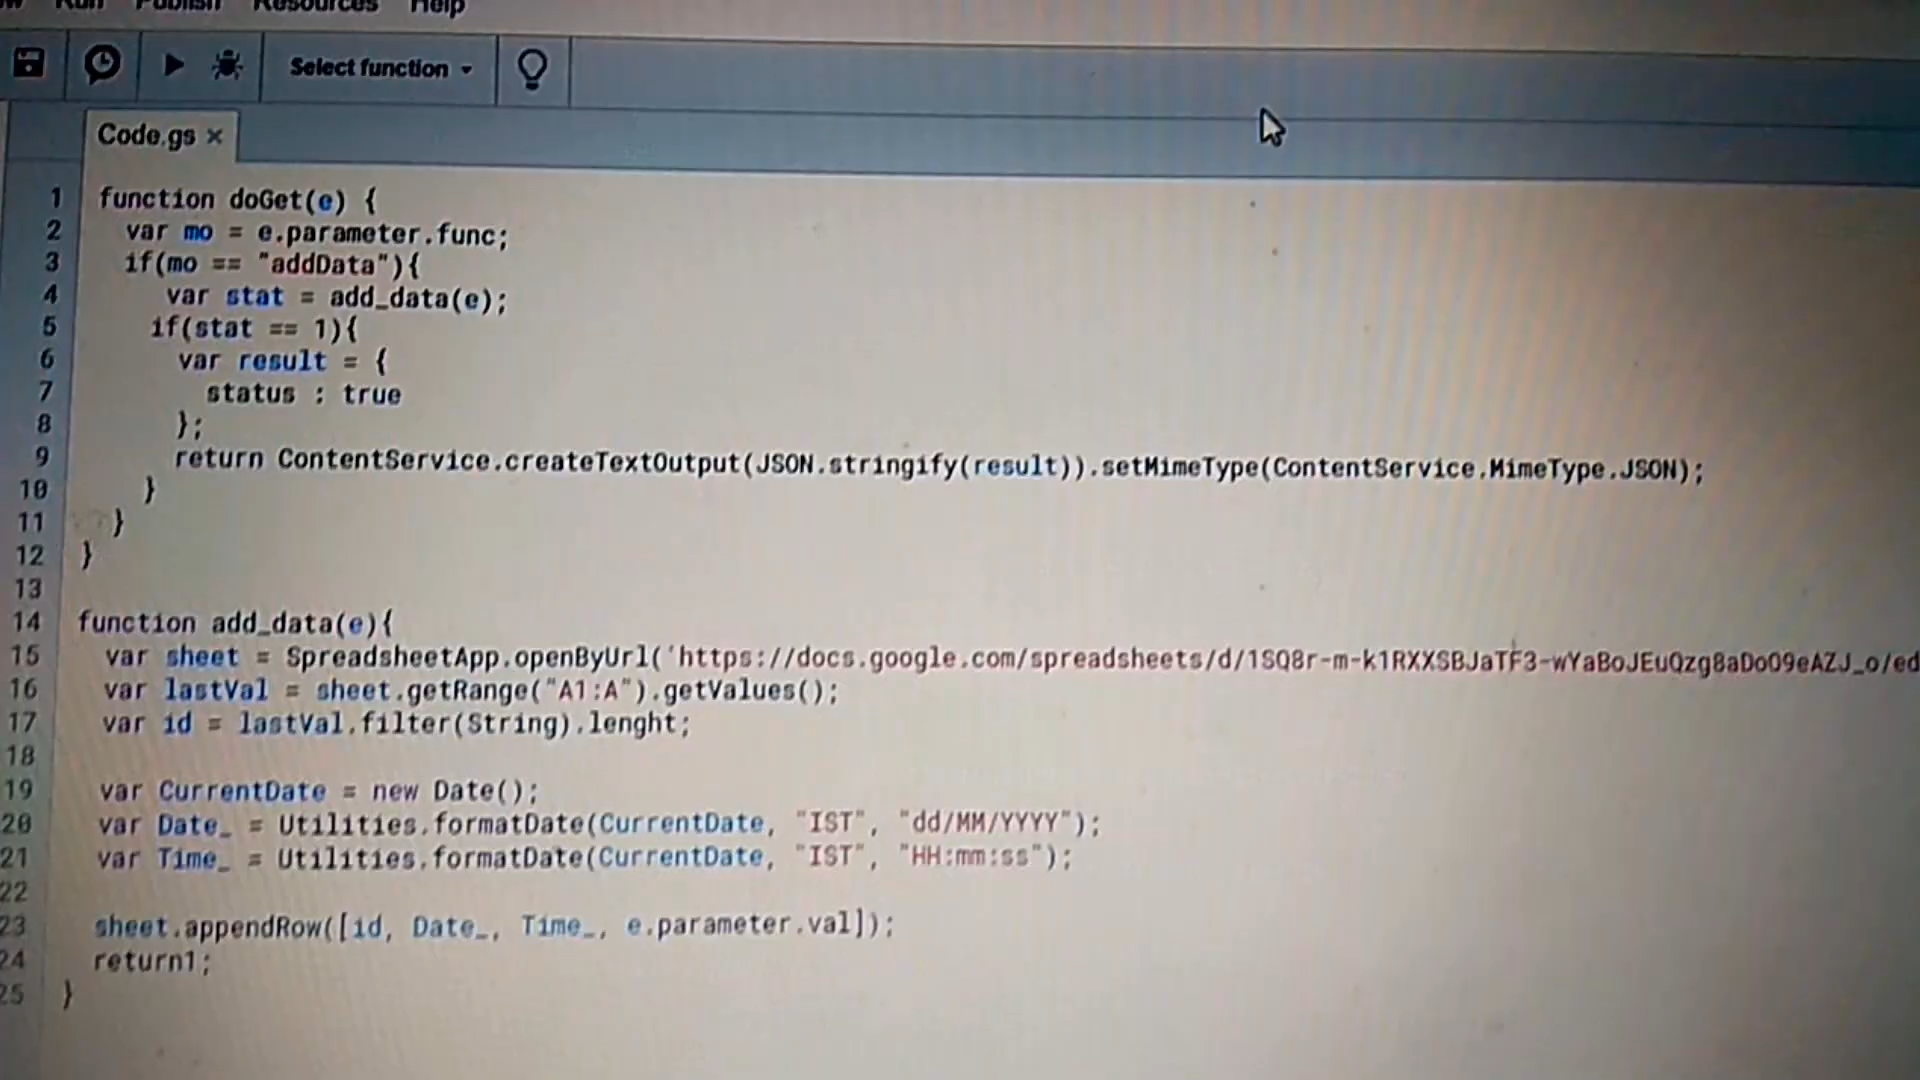 Run Publish Resources Help
Select function
Code.gs ×
1 function doGet(e) {
2 var mo = e.parameter.func;
3 if(mo == "addData"){
4 var stat = add_data(e);
5 if(stat == 1){
6 var result = {
7 status : true
8 };
9 return ContentService.createTextOutput(JSON.stringify(result)).setMimeType(ContentService.MimeType.JSON);
10 }
11 }
12 }
13
14 function add_data(e){
15 var sheet = SpreadsheetApp.openByUrl('https://docs.google.com/spreadsheets/d/1SQ8r-m-k1RXXSBJaTF3-wYaBoJEuQzg8aDoO9eAZJ_o/ed
16 var lastVal = sheet.getRange("A1:A").getValues();
17 var id = lastVal.filter(String).lenght;
18
19 var CurrentDate = new Date();
20 var Date_ = Utilities.formatDate(CurrentDate, "IST", "dd/MM/YYYY");
21 var Time_ = Utilities.formatDate(CurrentDate, "IST", "HH:mm:ss");
22
23 sheet.appendRow([id, Date_, Time_, e.parameter.val]);
24 return1;
25 }